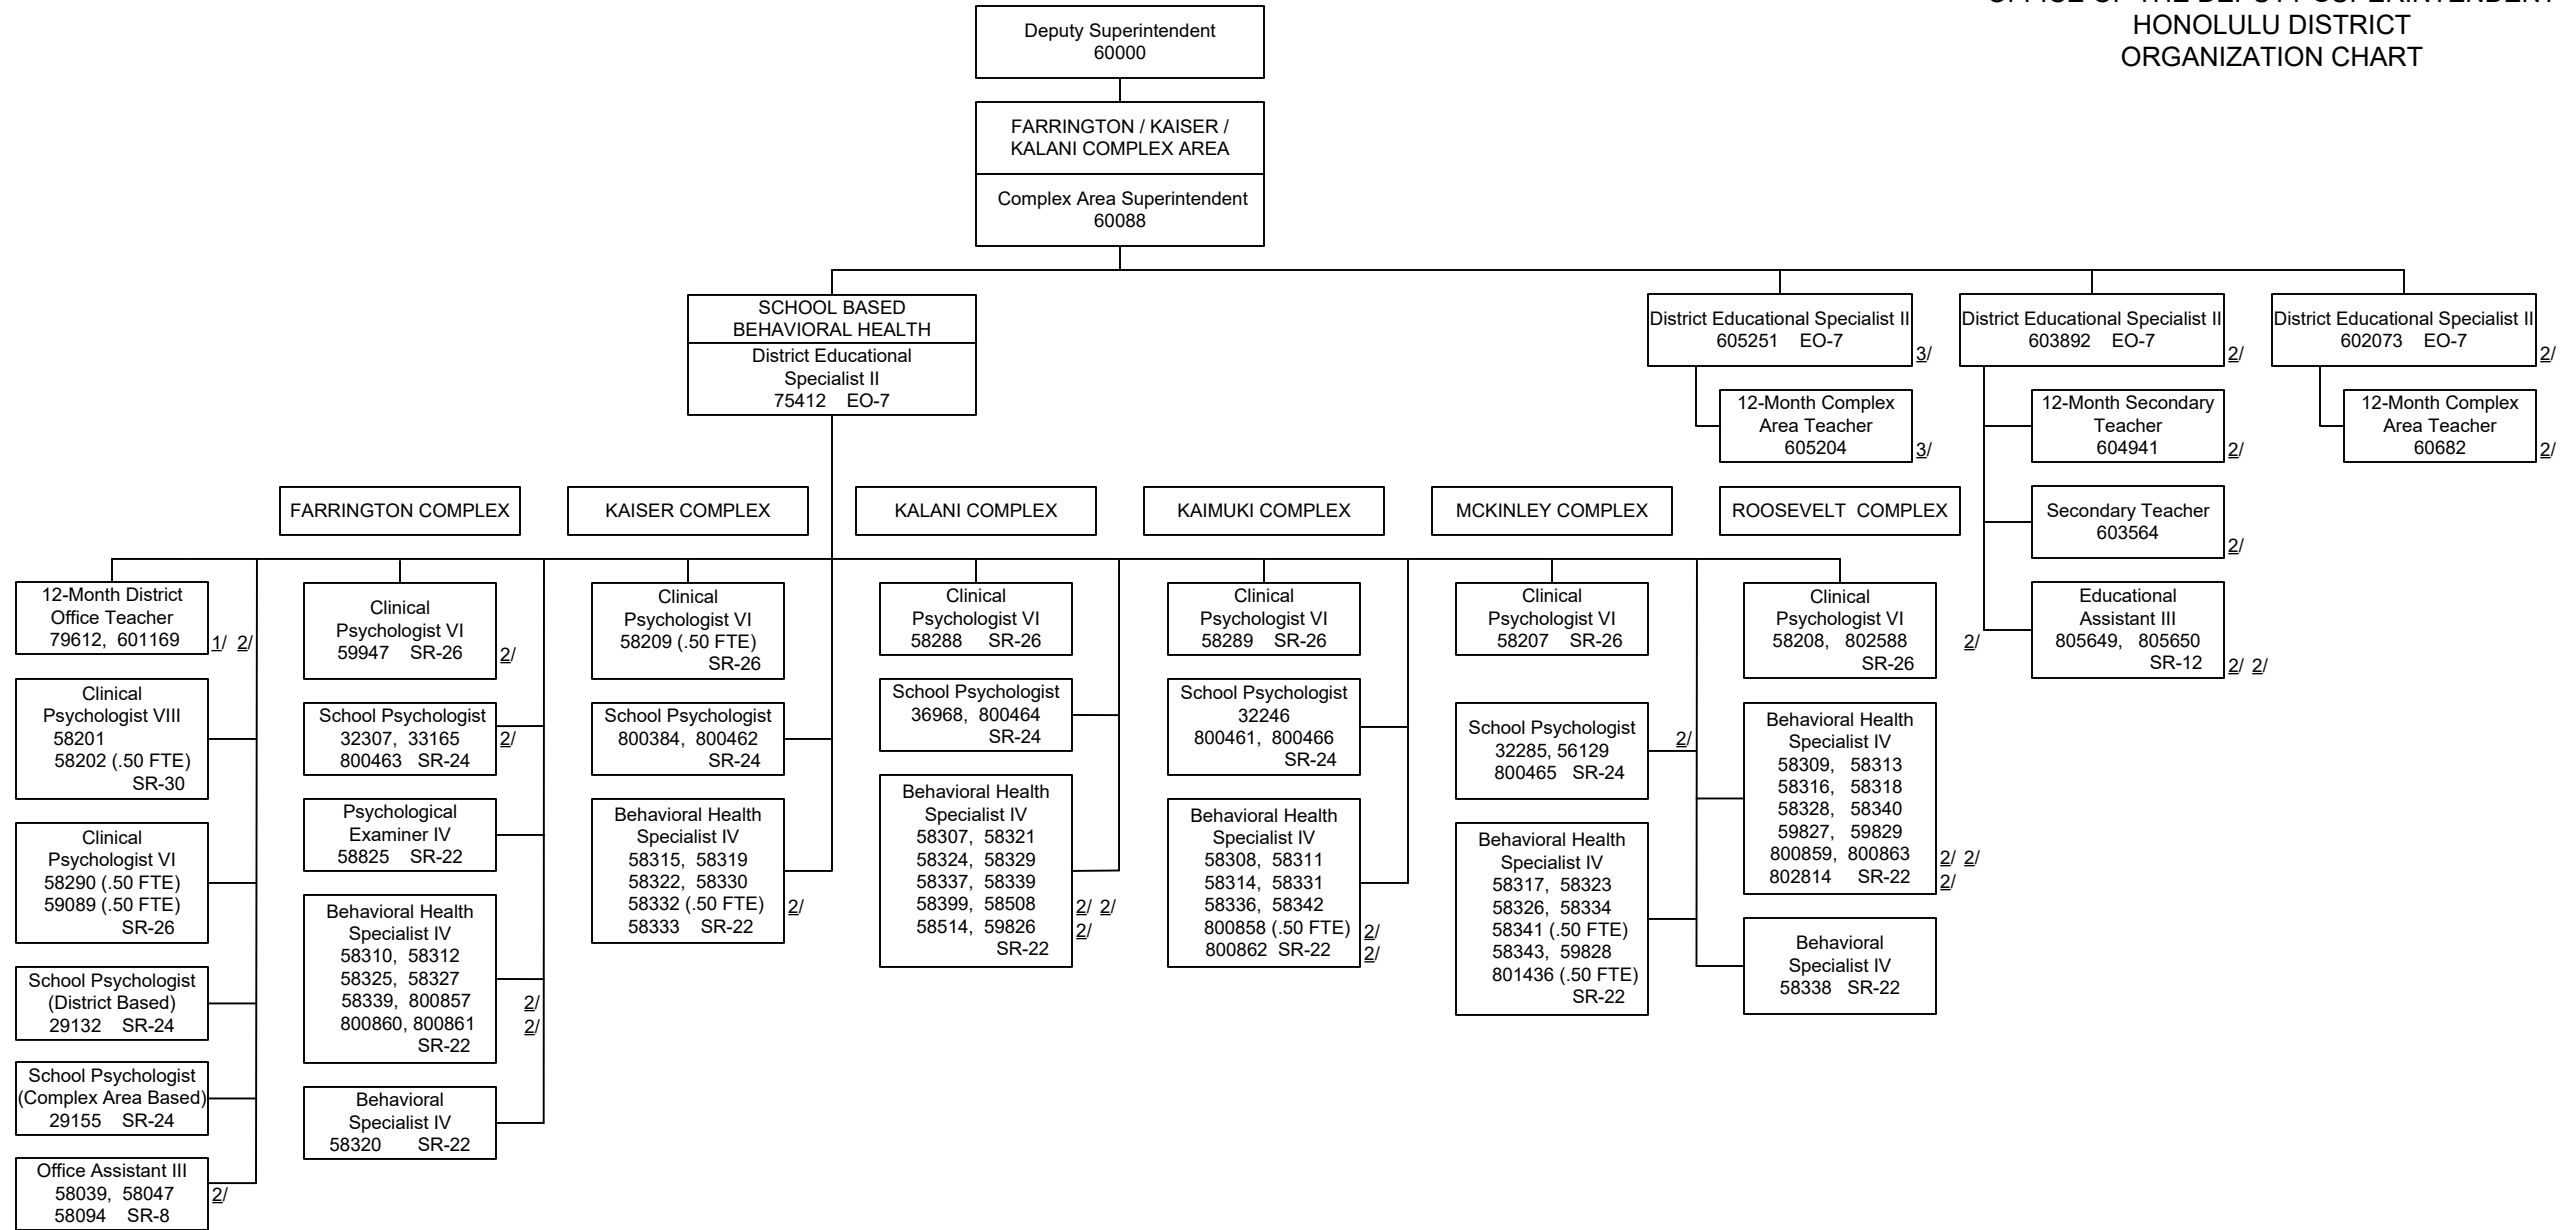 OFFICE OF THE DEPUTY SUPERINTENDENT
HONOLULU DISTRICT
ORGANIZATION CHART
Deputy Superintendent
60000
FARRINGTON / KAISER /
KALANI COMPLEX AREA
Complex Area Superintendent
60088
SCHOOL BASED
BEHAVIORAL HEALTH
District Educational
Specialist II
75412 EO-7
District Educational Specialist II
605251 EO-7
3/
12-Month Complex
Area Teacher
605204
3/
District Educational Specialist II
603892 EO-7
2/
12-Month Secondary
Teacher
604941
2/
Secondary Teacher
603564
2/
Educational
Assistant III
805649, 805650
SR-12
2/ 2/
District Educational Specialist II
602073 EO-7
2/
12-Month Complex
Area Teacher
60682
2/
FARRINGTON COMPLEX
KAISER COMPLEX
KALANI COMPLEX
KAIMUKI COMPLEX
MCKINLEY COMPLEX
ROOSEVELT COMPLEX
12-Month District
Office Teacher
79612, 601169
1/ 2/
Clinical
Psychologist VIII
58201
58202 (.50 FTE)
SR-30
Clinical
Psychologist VI
58290 (.50 FTE)
59089 (.50 FTE)
SR-26
School Psychologist
(District Based)
29132 SR-24
School Psychologist
(Complex Area Based)
29155 SR-24
Office Assistant III
58039, 58047
58094 SR-8
2/
Clinical
Psychologist VI
59947 SR-26
2/
School Psychologist
32307, 33165
800463 SR-24
2/
Psychological
Examiner IV
58825 SR-22
Behavioral Health
Specialist IV
58310, 58312
58325, 58327
58339, 800857
800860, 800861
SR-22
2/
2/
Behavioral
Specialist IV
58320 SR-22
Clinical
Psychologist VI
58209 (.50 FTE)
SR-26
School Psychologist
800384, 800462
SR-24
Behavioral Health
Specialist IV
58315, 58319
58322, 58330
58332 (.50 FTE)
58333 SR-22
2/
Clinical
Psychologist VI
58288 SR-26
School Psychologist
36968, 800464
SR-24
Behavioral Health
Specialist IV
58307, 58321
58324, 58329
58337, 58339
58399, 58508
58514, 59826
SR-22
2/ 2/
2/
Clinical
Psychologist VI
58289 SR-26
School Psychologist
32246
800461, 800466
SR-24
Behavioral Health
Specialist IV
58308, 58311
58314, 58331
58336, 58342
800858 (.50 FTE)
800862 SR-22
2/
2/
Clinical
Psychologist VI
58207 SR-26
School Psychologist
32285, 56129
800465 SR-24
2/
Behavioral Health
Specialist IV
58317, 58323
58326, 58334
58341 (.50 FTE)
58343, 59828
801436 (.50 FTE)
SR-22
Clinical
Psychologist VI
58208, 802588
SR-26
2/
Behavioral Health
Specialist IV
58309, 58313
58316, 58318
58328, 58340
59827, 59829
800859, 800863
802814 SR-22
2/ 2/
2/
Behavioral
Specialist IV
58338 SR-22